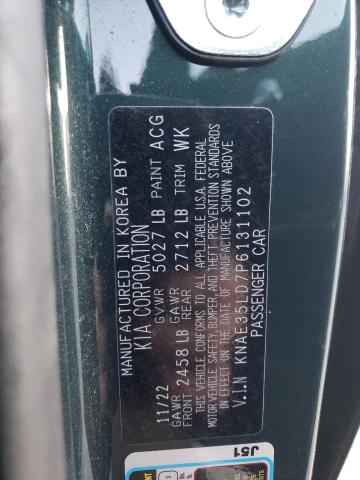 MANUFACTURED IN KOREA BY
KIA CORPORATION
11/22 G.V.WR 5027 LB PAINT ACG
GAWR FRONT 2458 LB GAWR REAR 2712 LB TRIM WK
THIS VEHICLE CONFORMS TO ALL APPLICABLE U.S.A. FEDERAL
MOTOR VEHICLE SAFETY, BUMPER, AND THEFT PREVENTION STANDARDS
IN EFFECT ON THE DATE OF MANUFACTURE SHOWN ABOVE
V.I.N KNAE35LD7P6131102
PASSENGER CAR
J51